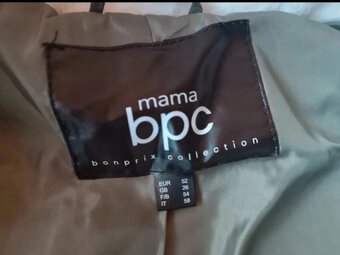 mama
bpc
bonprix collection
EUR 52
GB 26
F/B 54
IT 58